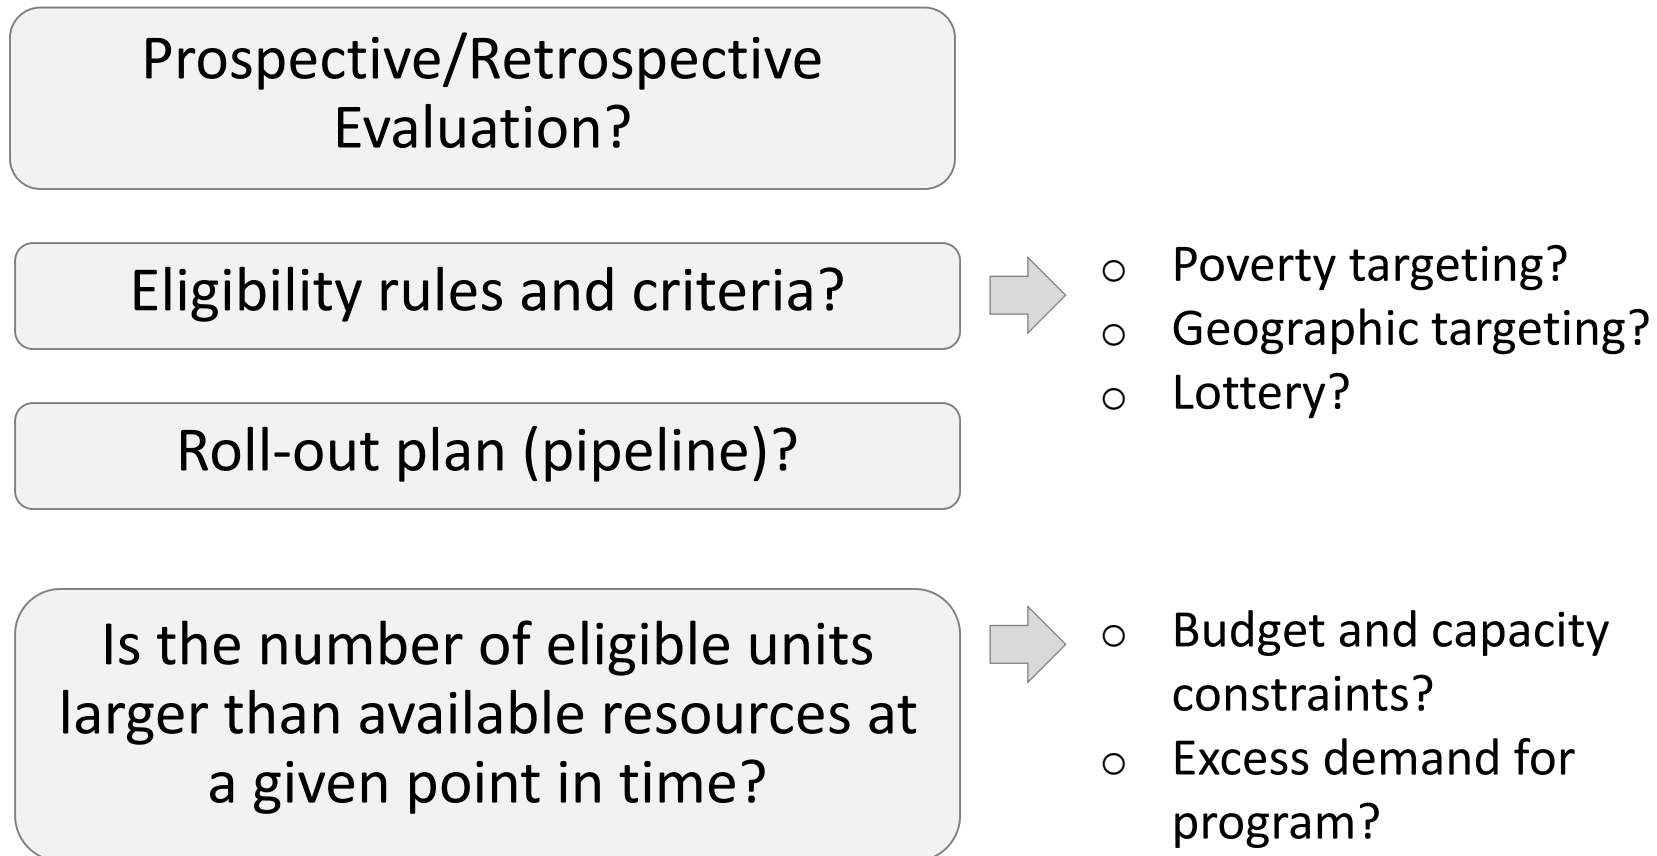 Prospective/Retrospective
Evaluation?
Eligibility rules and criteria?
o Poverty targeting?
o Geographic targeting?
o Lottery?
Roll-out plan (pipeline)?
Is the number of eligible units
larger than available resources at
a given point in time?
o Budget and capacity
constraints?
o Excess demand for
program?